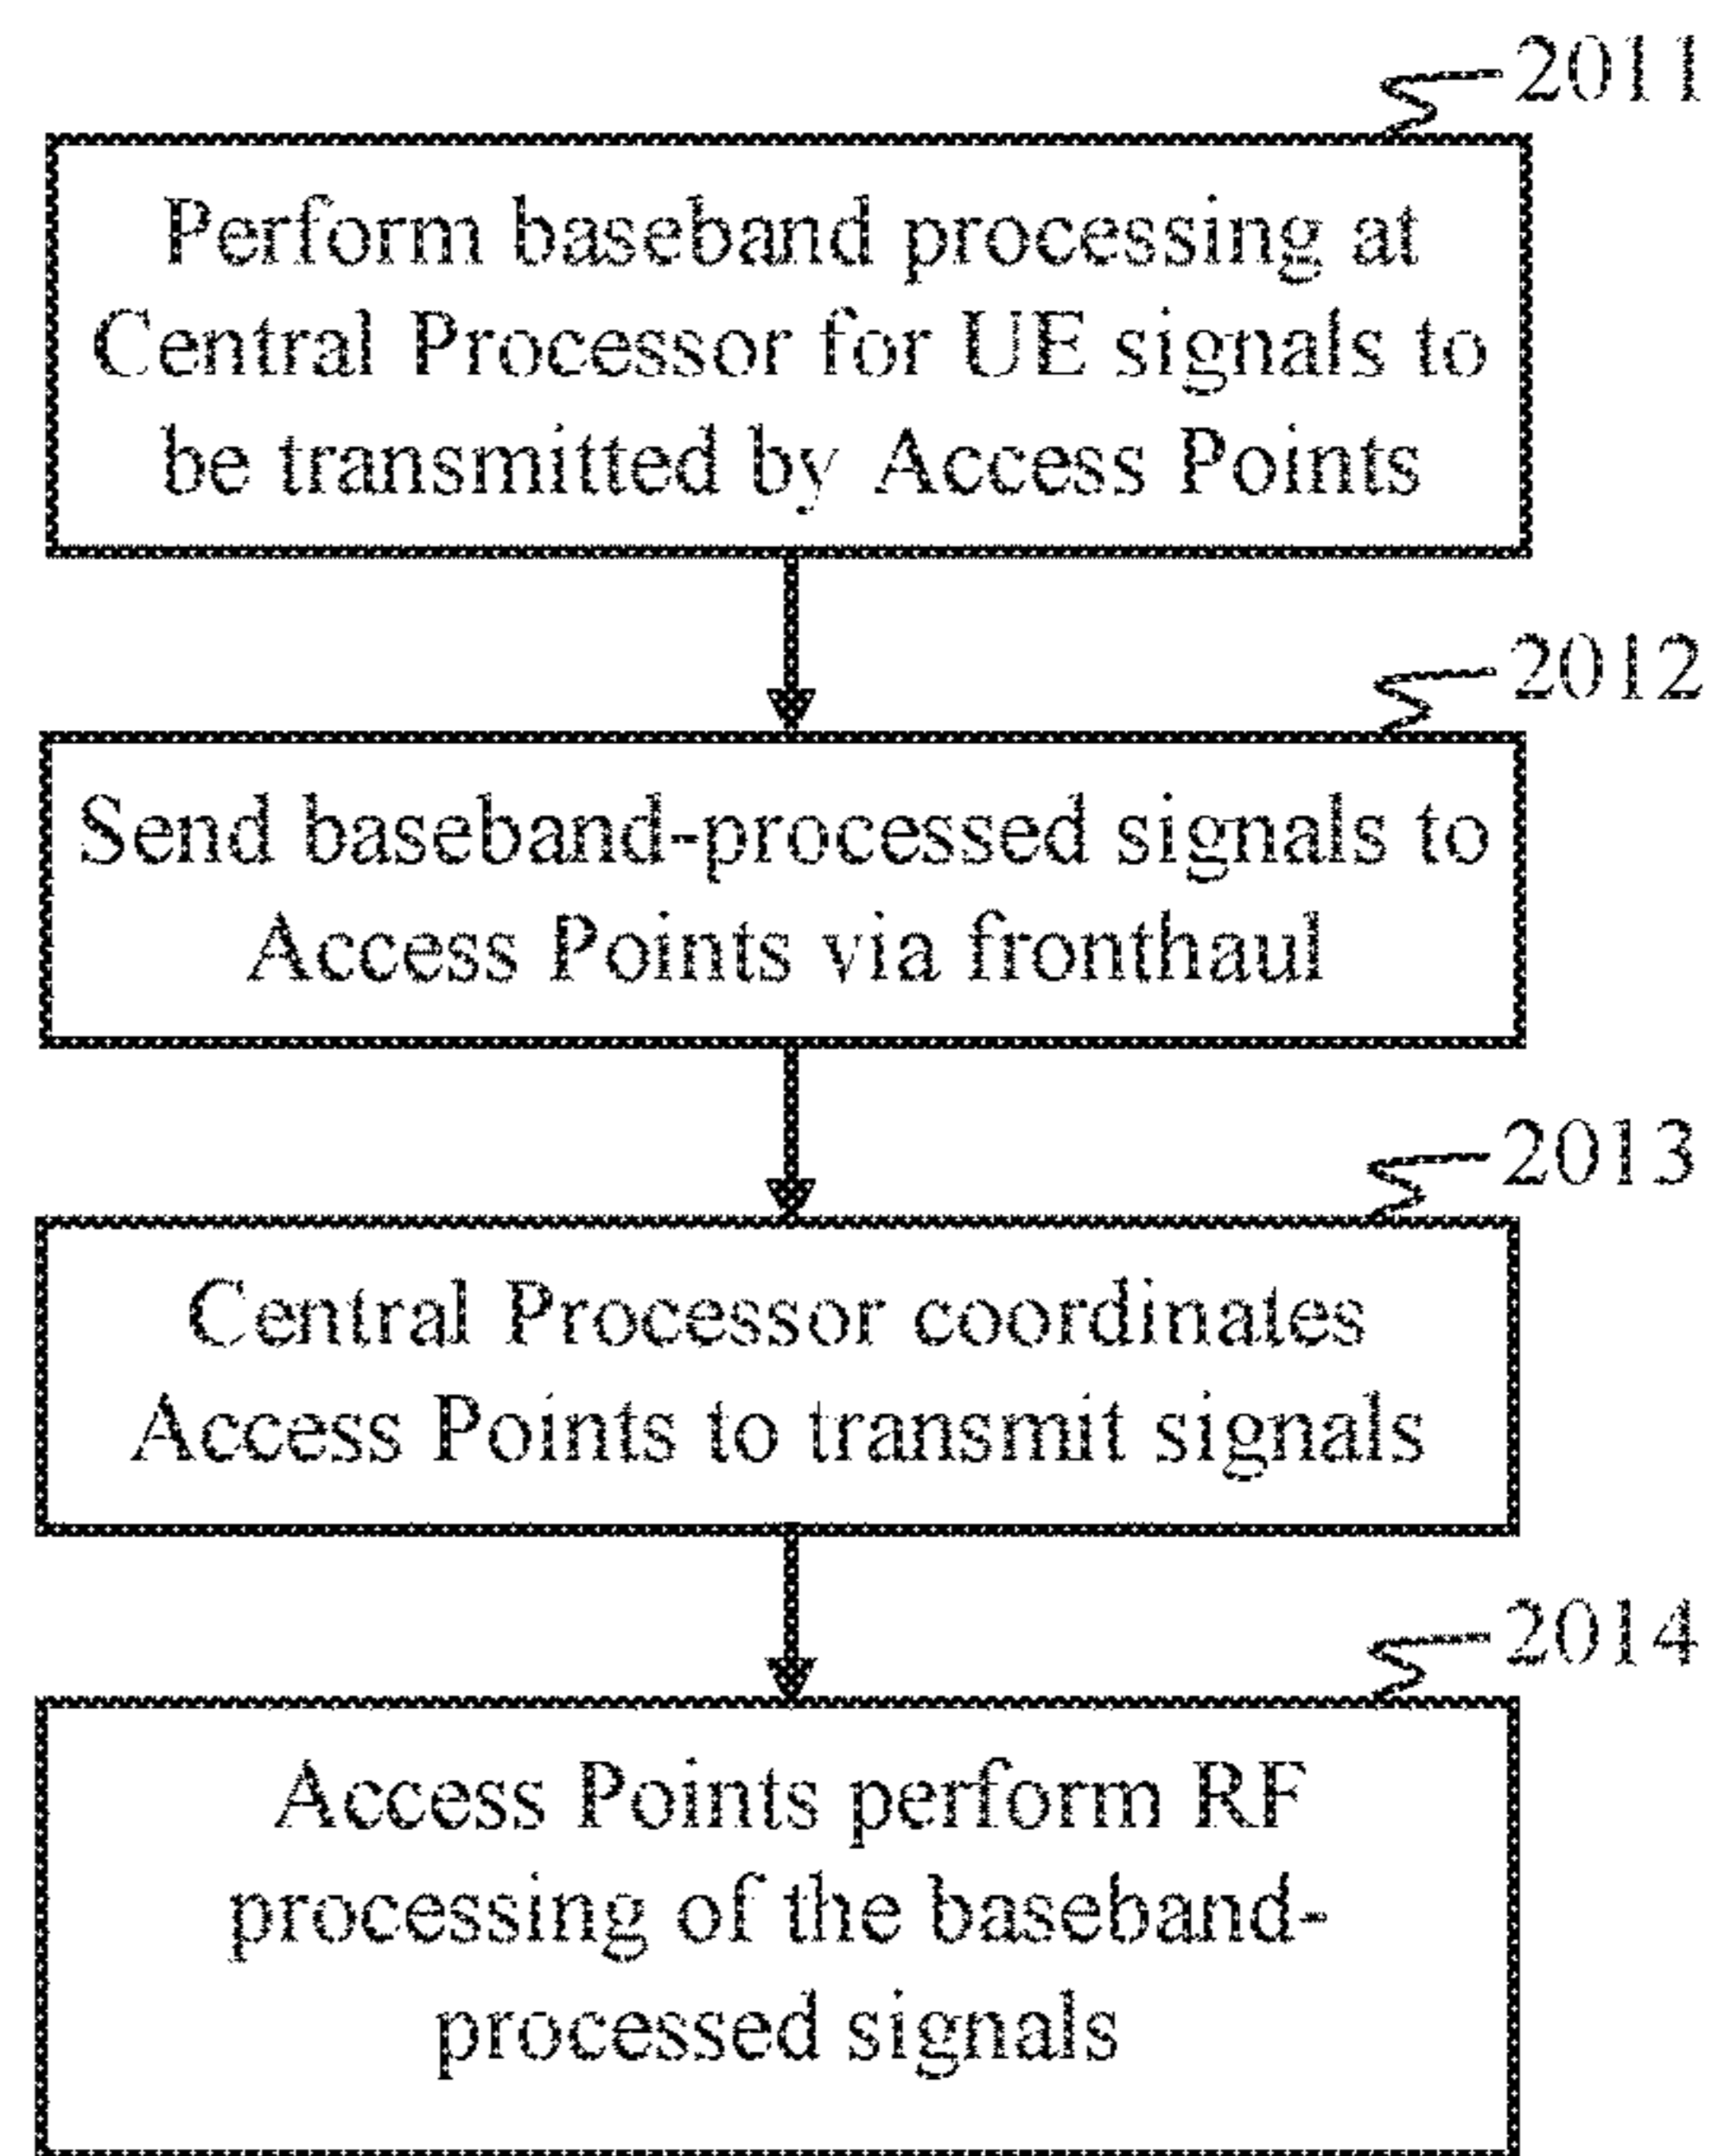 2011
Perform baseband processing at
Central Processor for UE signals to
be transmitted by Access Points
2012
Send baseband-processed signals to
Access Points via fronthaul
2013
Central Processor coordinates
Access Points to transmit signals
2014
Access Points perform RF
processing of the baseband-
processed signals